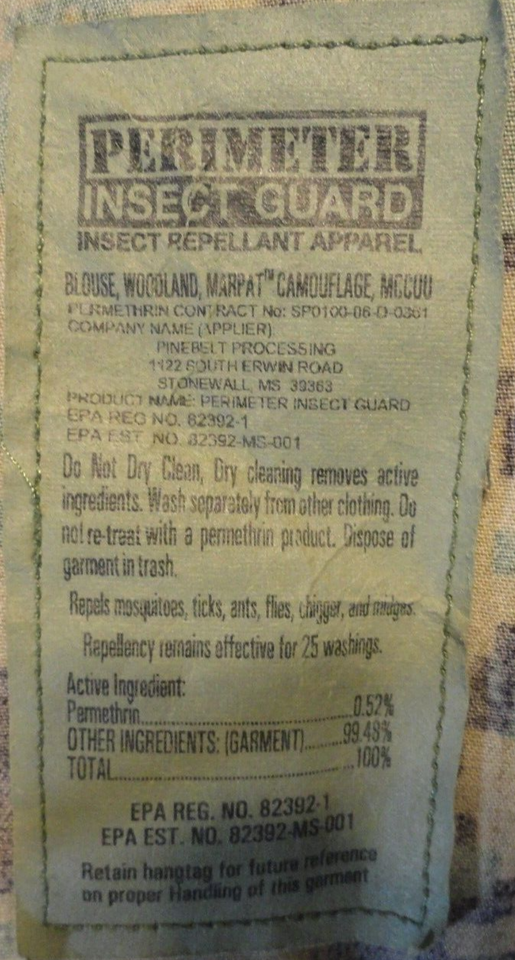 PERIMETER
INSECT GUARD
INSECT REPELLANT APPAREL
BLOUSE, WOODLAND, MARPAT™ CAMOUFLAGE, MCCUU
PERMETHRIN CONTRACT No: SP0100-06-D-0361
COMPANY NAME (APPLIER):
PINEBELT PROCESSING
1122 SOUTH ERWIN ROAD
STONEWALL, MS 39363
PRODUCT NAME: PERIMETER INSECT GUARD
EPA REG NO. 82392-1
EPA EST. NO. 82392-MS-001
Do Not Dry Clean, Dry cleaning removes active
ingredients. Wash separately from other clothing. Do
not re-treat with a permethrin product. Dispose of
garment in trash.
Repels mosquitoes, ticks, ants, flies, chigger, and midges.
Repellency remains effective for 25 washings.
Active Ingredient:
Permethrin..............................0.52%
OTHER INGREDIENTS: (GARMENT)......99.48%
TOTAL...................................100%
EPA REG. NO. 82392-1
EPA EST. NO. 82392-MS-001
Retain hangtag for future reference
on proper Handling of this garment